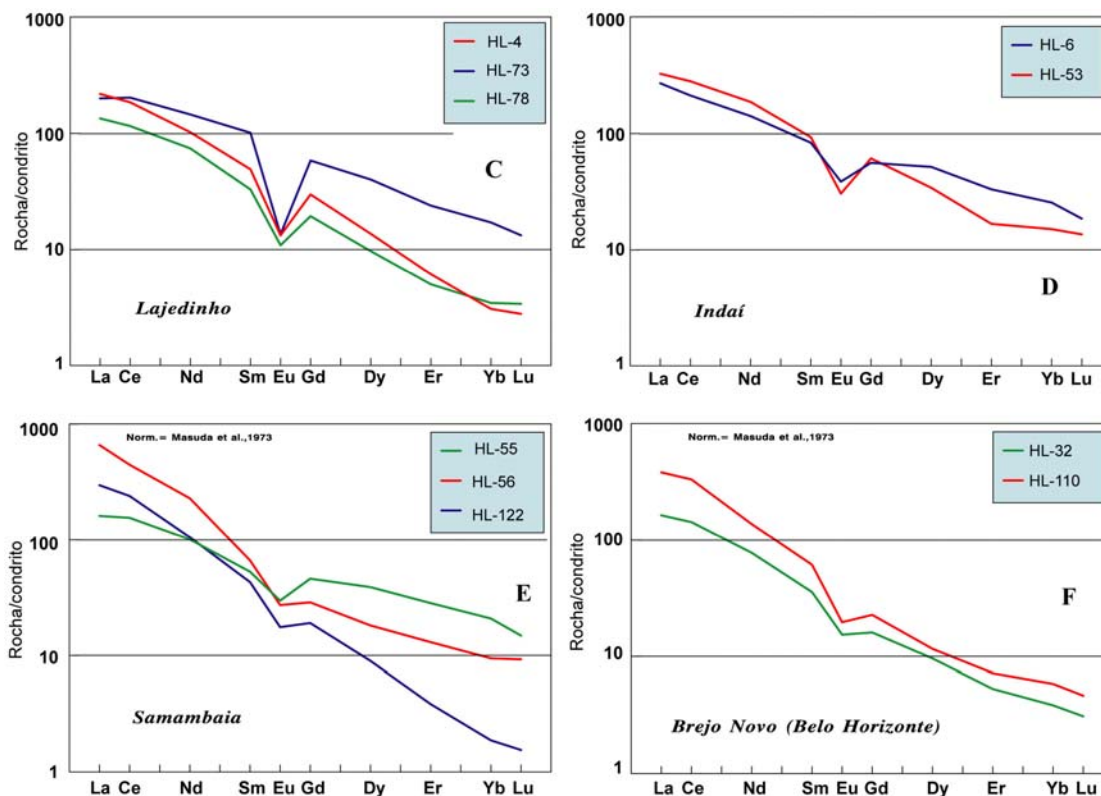 1000
100
10
1
Rocha/condrito
HL-4
HL-73
HL-78
C
Lajedinho
La Ce Nd Sm Eu Gd Dy Er Yb Lu
1000
100
10
1
Rocha/condrito
HL-6
HL-53
D
Indaí
La Ce Nd Sm Eu Gd Dy Er Yb Lu
1000
100
10
1
Rocha/condrito
Norm.= Masuda et al.,1973
HL-55
HL-56
HL-122
E
Samambaia
La Ce Nd Sm Eu Gd Dy Er Yb Lu
1000
100
10
1
Rocha/condrito
Norm.= Masuda et al.,1973
HL-32
HL-110
F
Brejo Novo (Belo Horizonte)
La Ce Nd Sm Eu Gd Dy Er Yb Lu